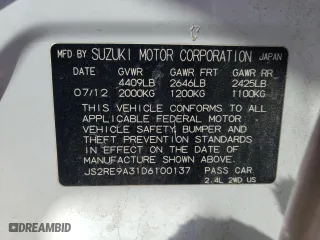 MFD BY SUZUKI MOTOR CORPORATION JAPAN
DATE GVWR GAWR FRT GAWR RR
4409LB 2646LB 2425LB
07/12 2000KG 1200KG 1100KG
THIS VEHICLE CONFORMS TO ALL
APPLICABLE FEDERAL MOTOR
VEHICLE SAFETY, BUMPER AND
THEFT PREVENTION STANDARDS
IN EFFECT ON THE DATE OF
MANUFACTURE SHOWN ABOVE.
JS2RE9A31D6100137 PASS CAR
2.4L 2WD US
AUTOBIDMASTER